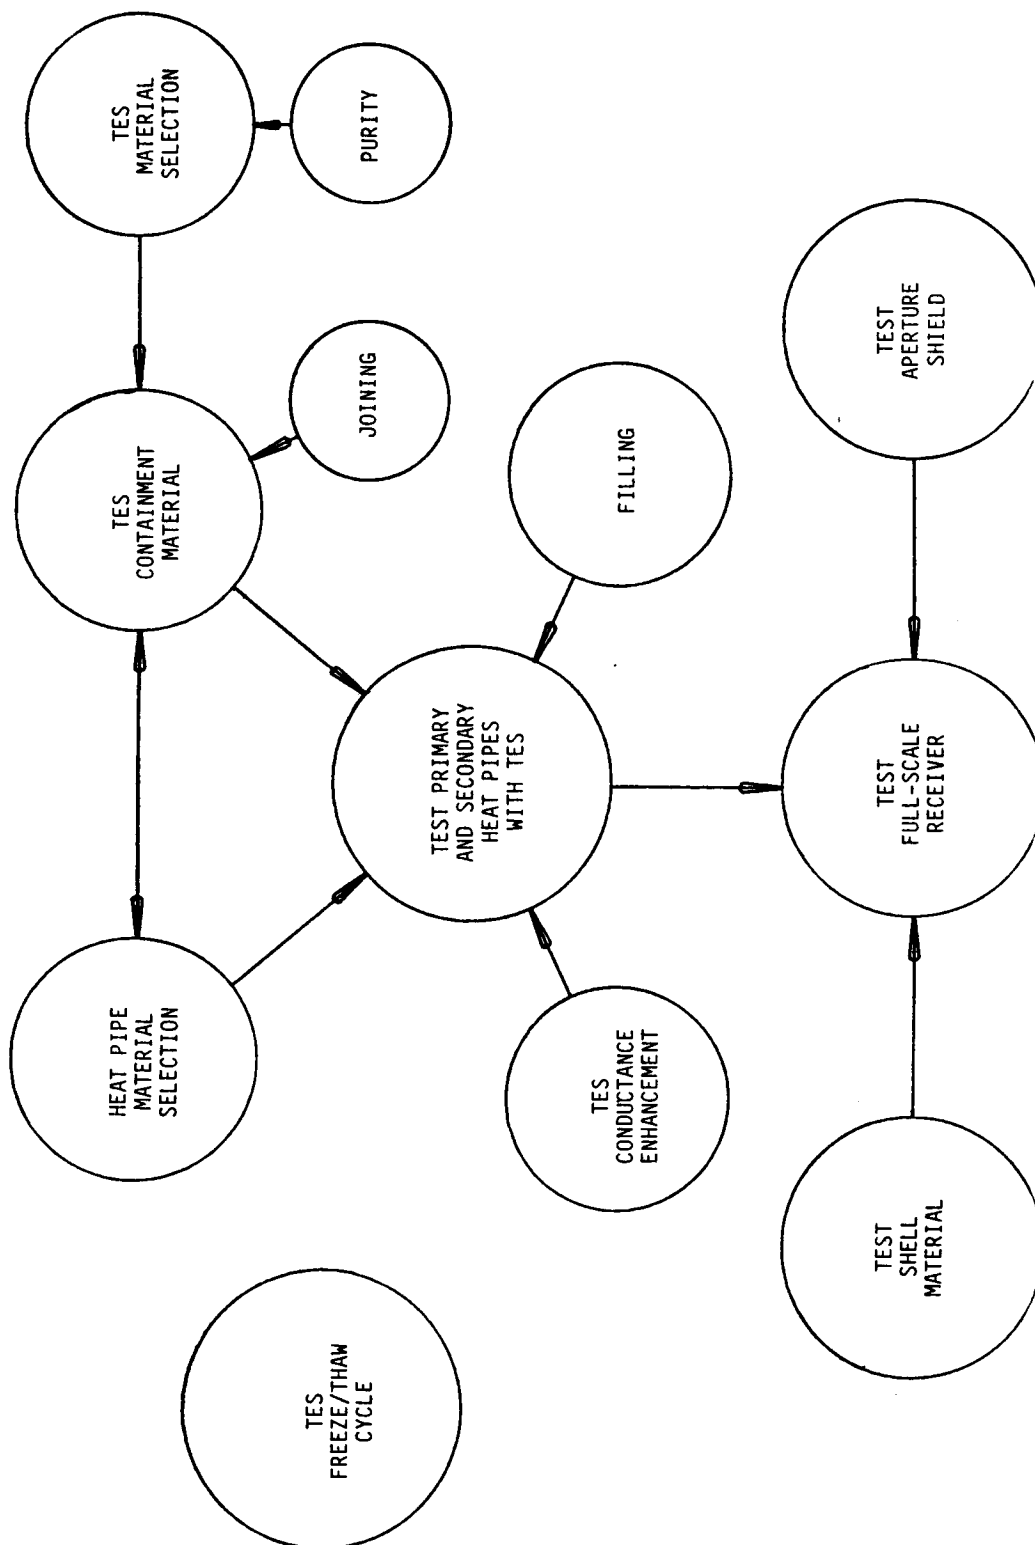 TES
FREEZE/THAW
CYCLE
HEAT PIPE
MATERIAL
SELECTION
TES
CONTAINMENT
MATERIAL
TES
MATERIAL
SELECTION
JOINING
PURITY
TES
CONDUCTANCE
ENHANCEMENT
TEST PRIMARY
AND SECONDARY
HEAT PIPES
WITH TES
FILLING
TEST
SHELL
MATERIAL
TEST
FULL-SCALE
RECEIVER
TEST
APERTURE
SHIELD